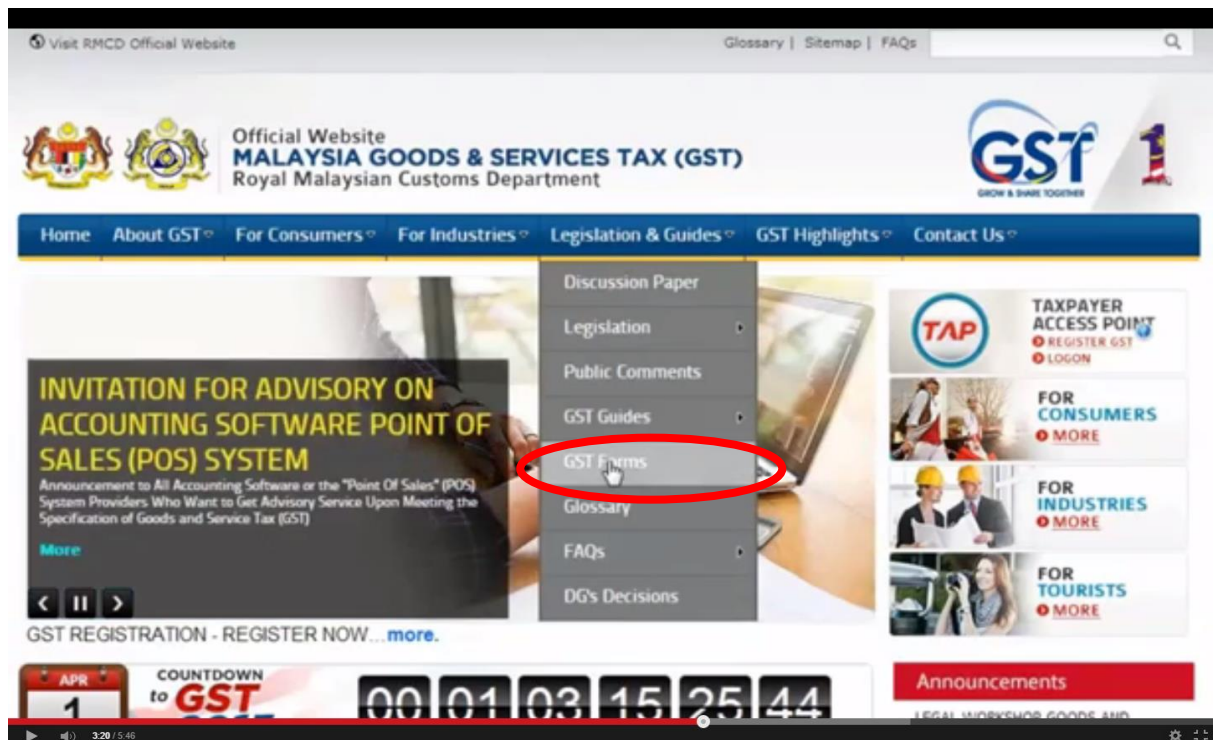 Visit RMCD Official Website
Glossary | Sitemap | FAQs
Official Website
MALAYSIA GOODS & SERVICES TAX (GST)
Royal Malaysian Customs Department
GST
GROW & SHARE TOGETHER
1
Home About GST For Consumers For Industries Legislation & Guides GST Highlights Contact Us
Discussion Paper
Legislation
Public Comments
GST Guides
GST Forms
Glossary
FAQs
DG's Decisions
INVITATION FOR ADVISORY ON
ACCOUNTING SOFTWARE POINT OF
SALES (POS) SYSTEM
Announcement to All Accounting Software or the "Point Of Sales" (POS)
System Providers Who Want to Get Advisory Service Upon Meeting the
Specification of Goods and Service Tax (GST)
More
TAP
TAXPAYER
ACCESS POINT
REGISTER GST
LOGON
FOR
CONSUMERS
MORE
FOR
INDUSTRIES
MORE
FOR
TOURISTS
MORE
GST REGISTRATION - REGISTER NOW...more.
APR
1
COUNTDOWN
to GST
2015
00 01 03 15 25 44
Announcements
LEGAL WORKSHOP GOODS AND
3:20 / 5:46